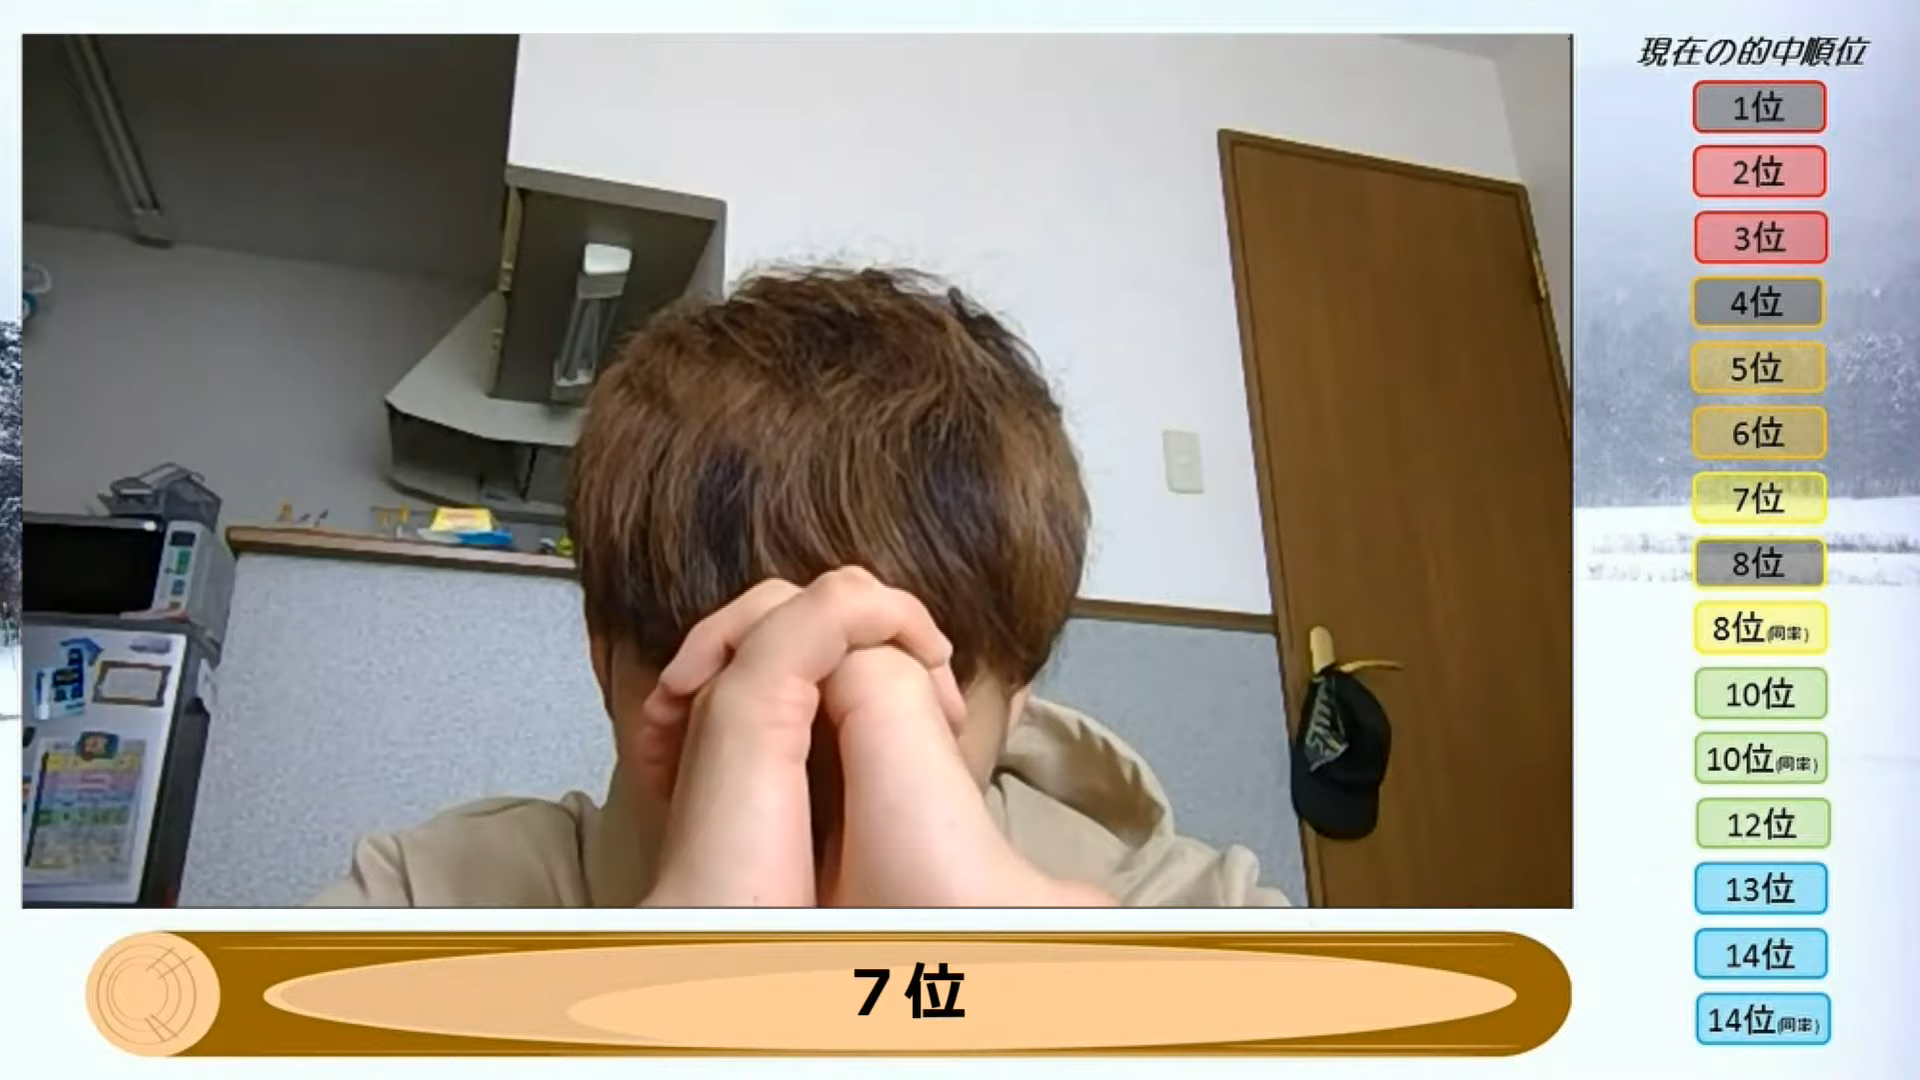 現在の的中順位
1位
2位
3位
4位
5位
6位
7位
8位
8位(同率)
10位
10位(同率)
12位
13位
14位
14位(同率)
7位